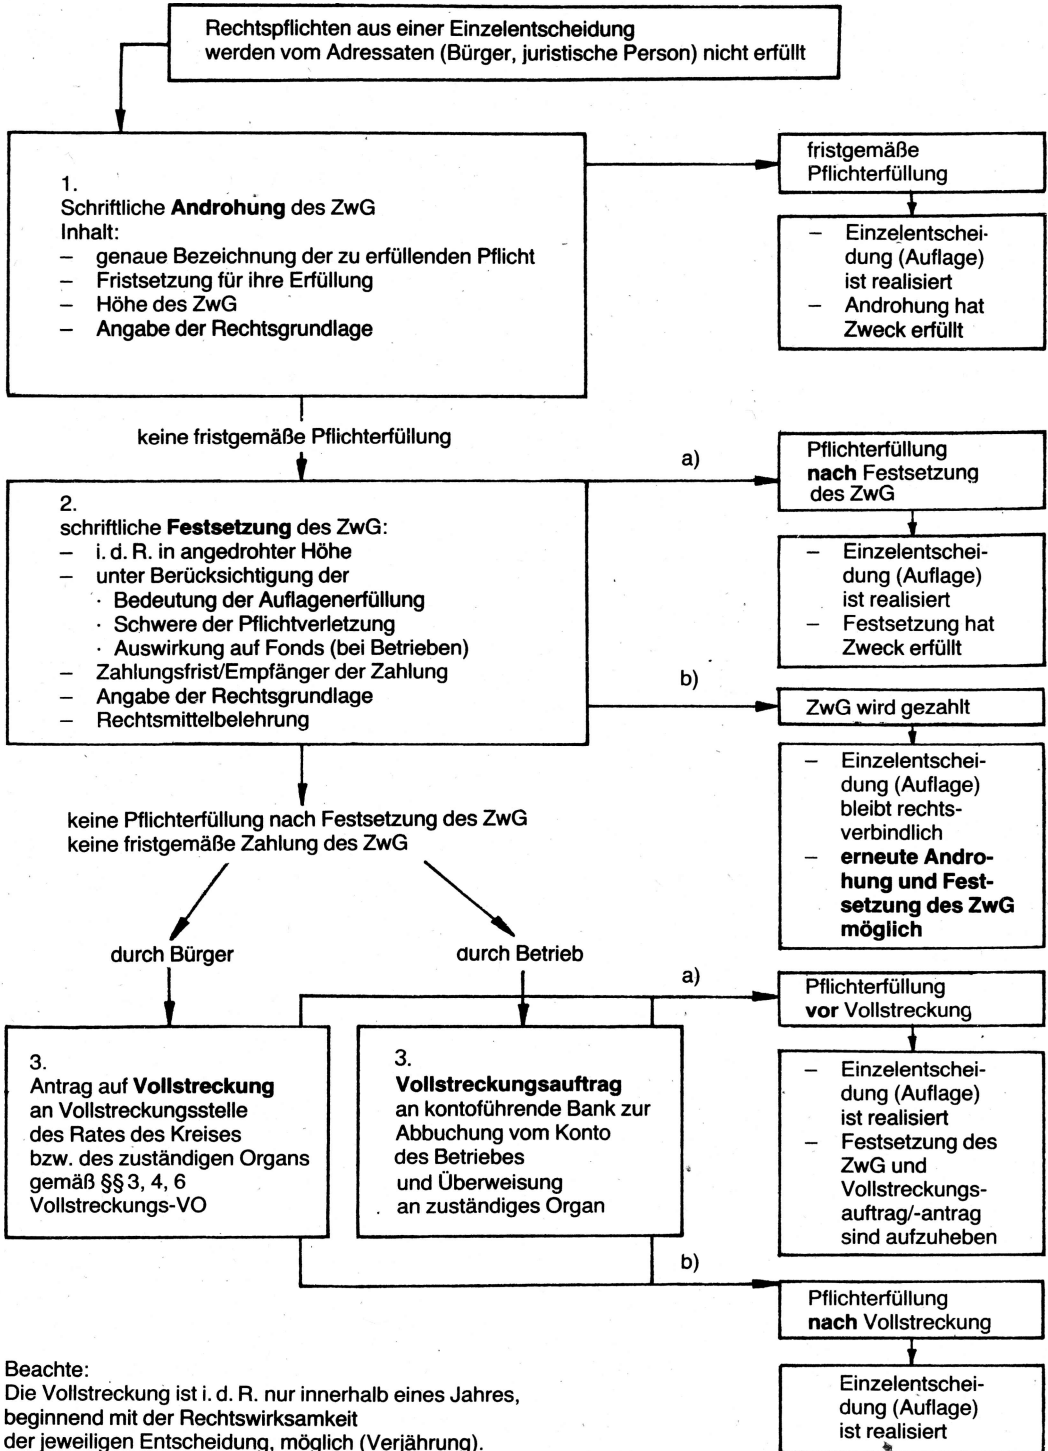 Rechtspflichten aus einer Einzelentscheidung
werden vom Adressaten (Bürger, juristische Person) nicht erfüllt
1.
Schriftliche Androhung des ZwG
Inhalt:
– genaue Bezeichnung der zu erfüllenden Pflicht
– Fristsetzung für ihre Erfüllung
– Höhe des ZwG
– Angabe der Rechtsgrundlage
fristgemäße
Pflichterfüllung
– Einzelentschei-
dung (Auflage)
ist realisiert
– Androhung hat
Zweck erfüllt
keine fristgemäße Pflichterfüllung
2.
schriftliche Festsetzung des ZwG:
– i. d. R. in angedrohter Höhe
– unter Berücksichtigung der
· Bedeutung der Auflagenerfüllung
· Schwere der Pflichtverletzung
· Auswirkung auf Fonds (bei Betrieben)
– Zahlungsfrist/Empfänger der Zahlung
– Angabe der Rechtsgrundlage
– Rechtsmittelbelehrung
a)
Pflichterfüllung
nach Festsetzung
des ZwG
– Einzelentschei-
dung (Auflage)
ist realisiert
– Festsetzung hat
Zweck erfüllt
b)
ZwG wird gezahlt
– Einzelentschei-
dung (Auflage)
bleibt rechts-
verbindlich
– erneute Andro-
hung und Fest-
setzung des ZwG
möglich
keine Pflichterfüllung nach Festsetzung des ZwG
keine fristgemäße Zahlung des ZwG
durch Bürger
durch Betrieb
3.
Antrag auf Vollstreckung
an Vollstreckungsstelle
des Rates des Kreises
bzw. des zuständigen Organs
gemäß §§ 3, 4, 6
Vollstreckungs-VO
3.
Vollstreckungsauftrag
an kontoführende Bank zur
Abbuchung vom Konto
des Betriebes
und Überweisung
an zuständiges Organ
a)
Pflichterfüllung
vor Vollstreckung
– Einzelentschei-
dung (Auflage)
ist realisiert
– Festsetzung des
ZwG und
Vollstreckungs-
auftrag/-antrag
sind aufzuheben
b)
Pflichterfüllung
nach Vollstreckung
Einzelentschei-
dung (Auflage)
ist realisiert
Beachte:
Die Vollstreckung ist i. d. R. nur innerhalb eines Jahres,
beginnend mit der Rechtswirksamkeit
der jeweiligen Entscheidung, möglich (Verjährung).